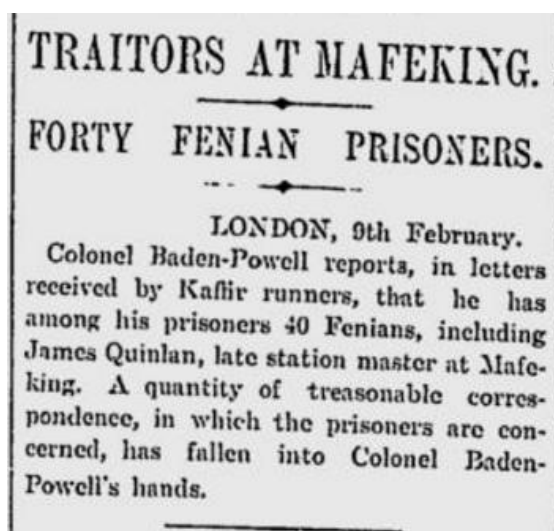 TRAITORS AT MAFEKING.
FORTY FENIAN PRISONERS.
LONDON, 9th February.
Colonel Baden-Powell reports, in letters
received by Kaffir runners, that he has
among his prisoners 40 Fenians, including
James Quinlan, late station master at Mafe-
king. A quantity of treasonable corres-
pondence, in which the prisoners are con-
cerned, has fallen into Colonel Baden-
Powell's hands.